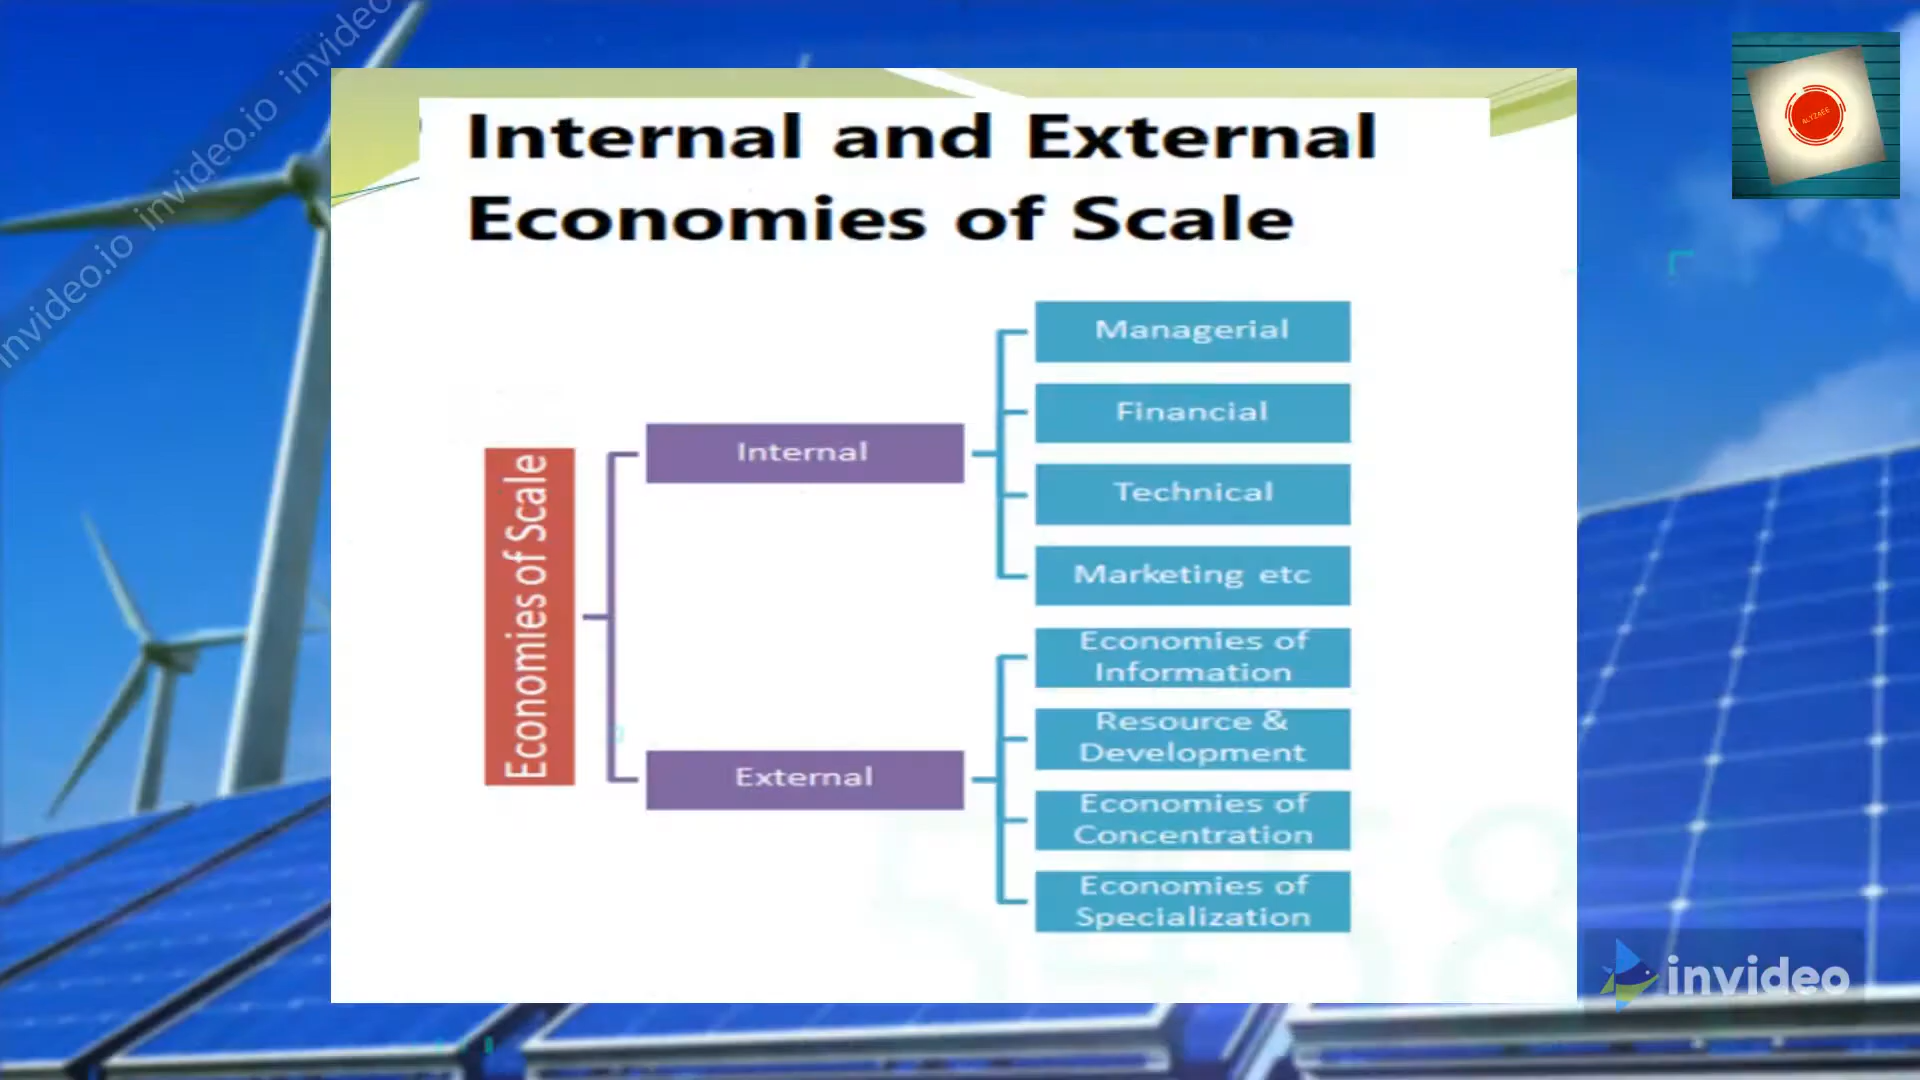 invideo.io invideo.io invideo
Internal and External
Economies of Scale
Economies of Scale
Internal
External
Managerial
Financial
Technical
Marketing etc
Economies of
Information
Resource &
Development
Economies of
Concentration
Economies of
Specialization
ALYZAEE
invideo